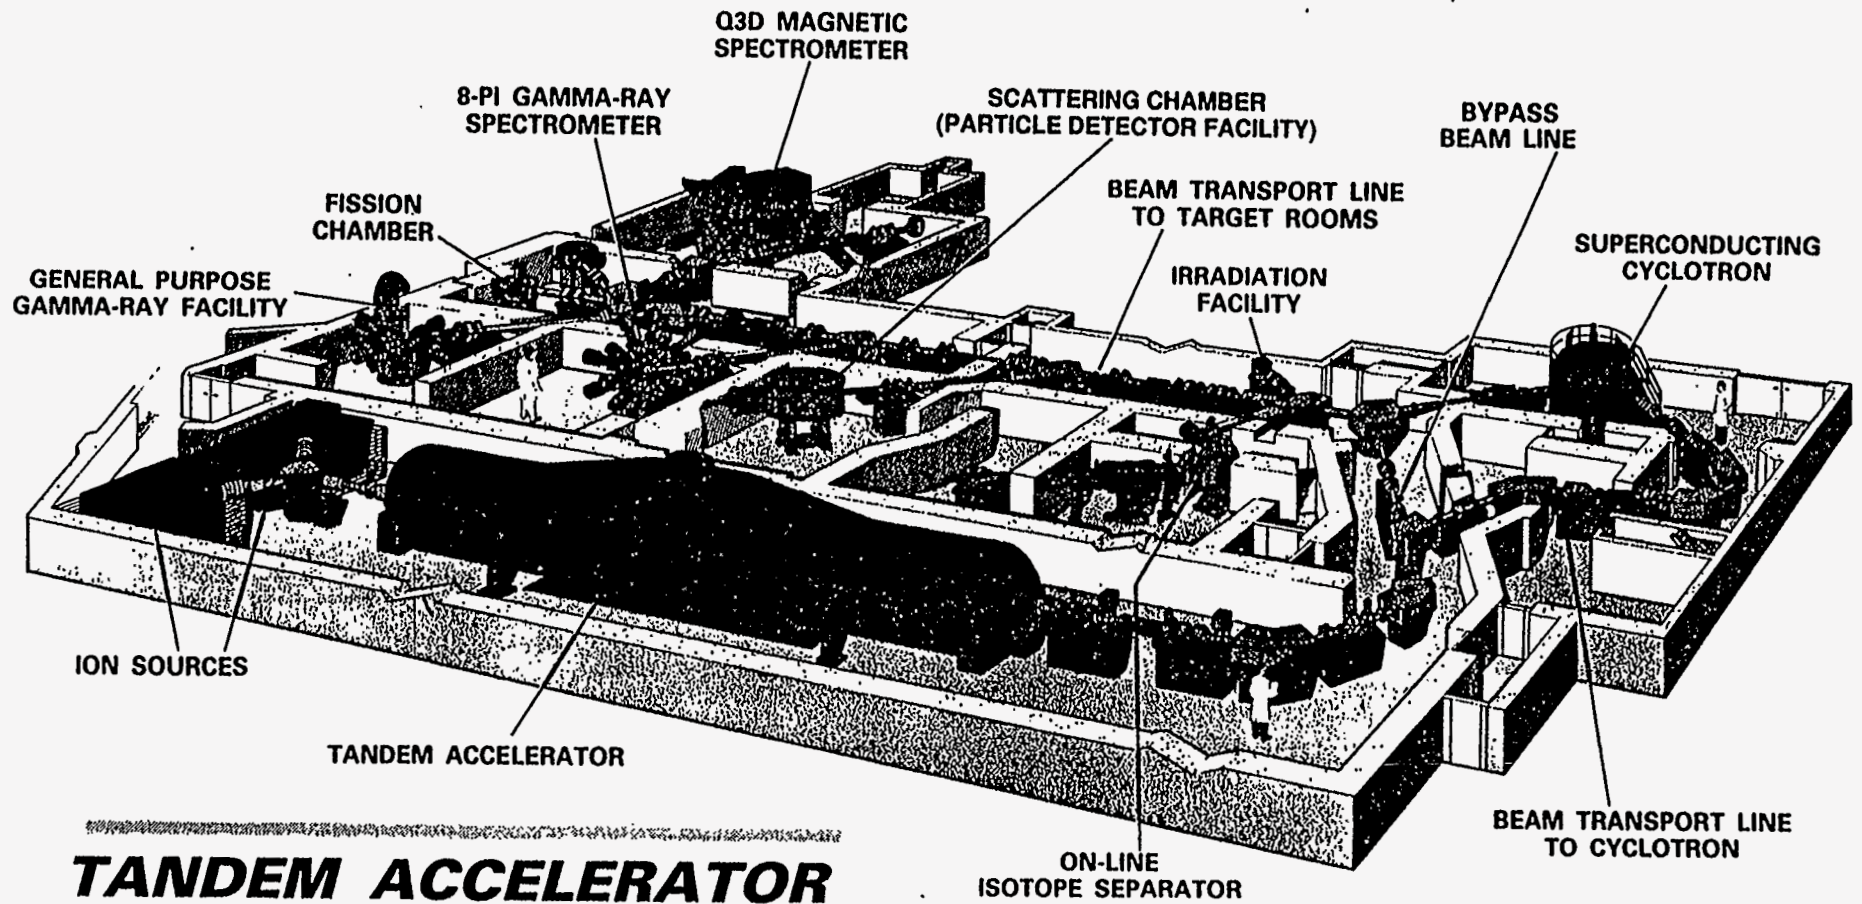 Q3D MAGNETIC
SPECTROMETER
8-PI GAMMA-RAY
SPECTROMETER
SCATTERING CHAMBER
(PARTICLE DETECTOR FACILITY)
BYPASS
BEAM LINE
FISSION
CHAMBER
BEAM TRANSPORT LINE
TO TARGET ROOMS
SUPERCONDUCTING
CYCLOTRON
GENERAL PURPOSE
GAMMA-RAY FACILITY
IRRADIATION
FACILITY
ION SOURCES
TANDEM ACCELERATOR
BEAM TRANSPORT LINE
TO CYCLOTRON
ON-LINE
ISOTOPE SEPARATOR
TANDEM ACCELERATOR